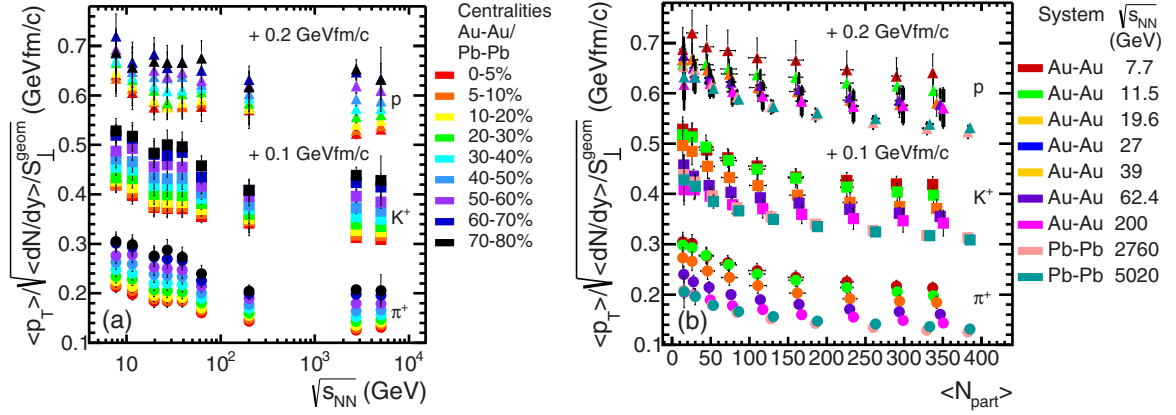 <p_T>/√<dN/dy>/S_⊥^geom (GeVfm/c)
0.7
0.6
0.5
0.4
0.3
0.2
0.1
+ 0.2 GeVfm/c
p
+ 0.1 GeVfm/c
K⁺
π⁺
(a)
10 10² 10³ 10⁴
√s_NN (GeV)
Centralities
Au-Au/
Pb-Pb
0-5%
5-10%
10-20%
20-30%
30-40%
40-50%
50-60%
60-70%
70-80%
<p_T>/√<dN/dy>/S_⊥^geom (GeVfm/c)
0.7
0.6
0.5
0.4
0.3
0.2
0.1
+ 0.2 GeVfm/c
p
+ 0.1 GeVfm/c
K⁺
π⁺
(b)
0 50 100 150 200 250 300 350 400
<N_part>
System √s_NN
(GeV)
Au-Au 7.7
Au-Au 11.5
Au-Au 19.6
Au-Au 27
Au-Au 39
Au-Au 62.4
Au-Au 200
Pb-Pb 2760
Pb-Pb 5020